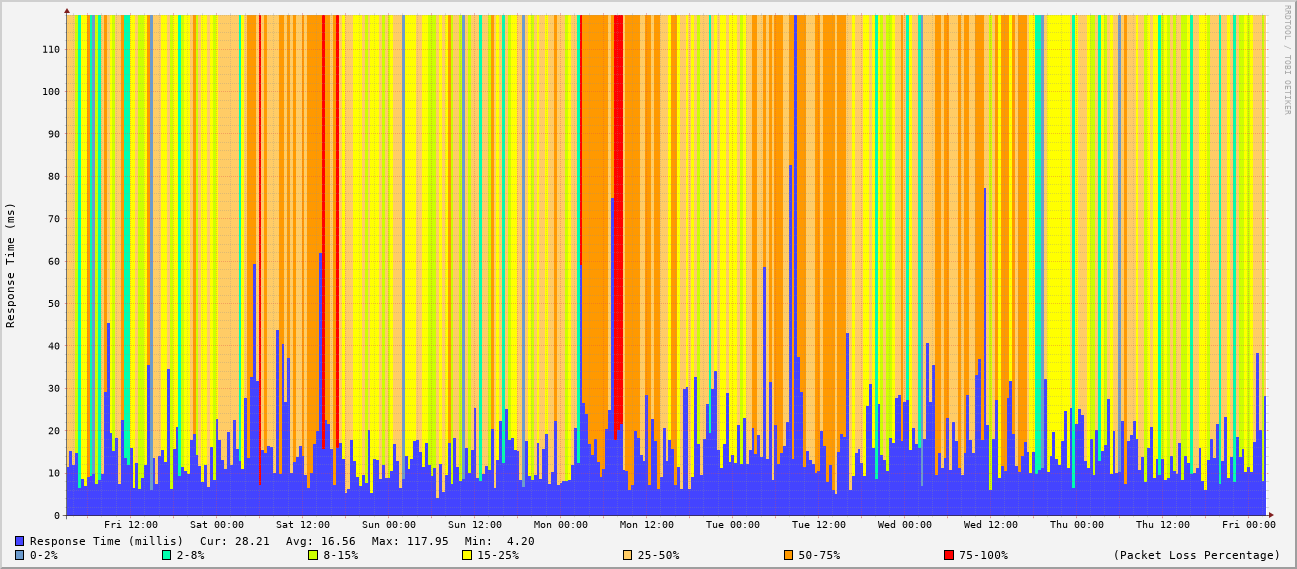 RRDTOOL / TOBI OETIKER
Response Time (ms)
110
100
90
80
70
60
50
40
30
20
10
0
Fri 12:00 Sat 00:00 Sat 12:00 Sun 00:00 Sun 12:00 Mon 00:00 Mon 12:00 Tue 00:00 Tue 12:00 Wed 00:00 Wed 12:00 Thu 00:00 Thu 12:00 Fri 00:00
Response Time (millis) Cur: 28.21 Avg: 16.56 Max: 117.95 Min: 4.20
0-2% 2-8% 8-15% 15-25% 25-50% 50-75% 75-100% (Packet Loss Percentage)